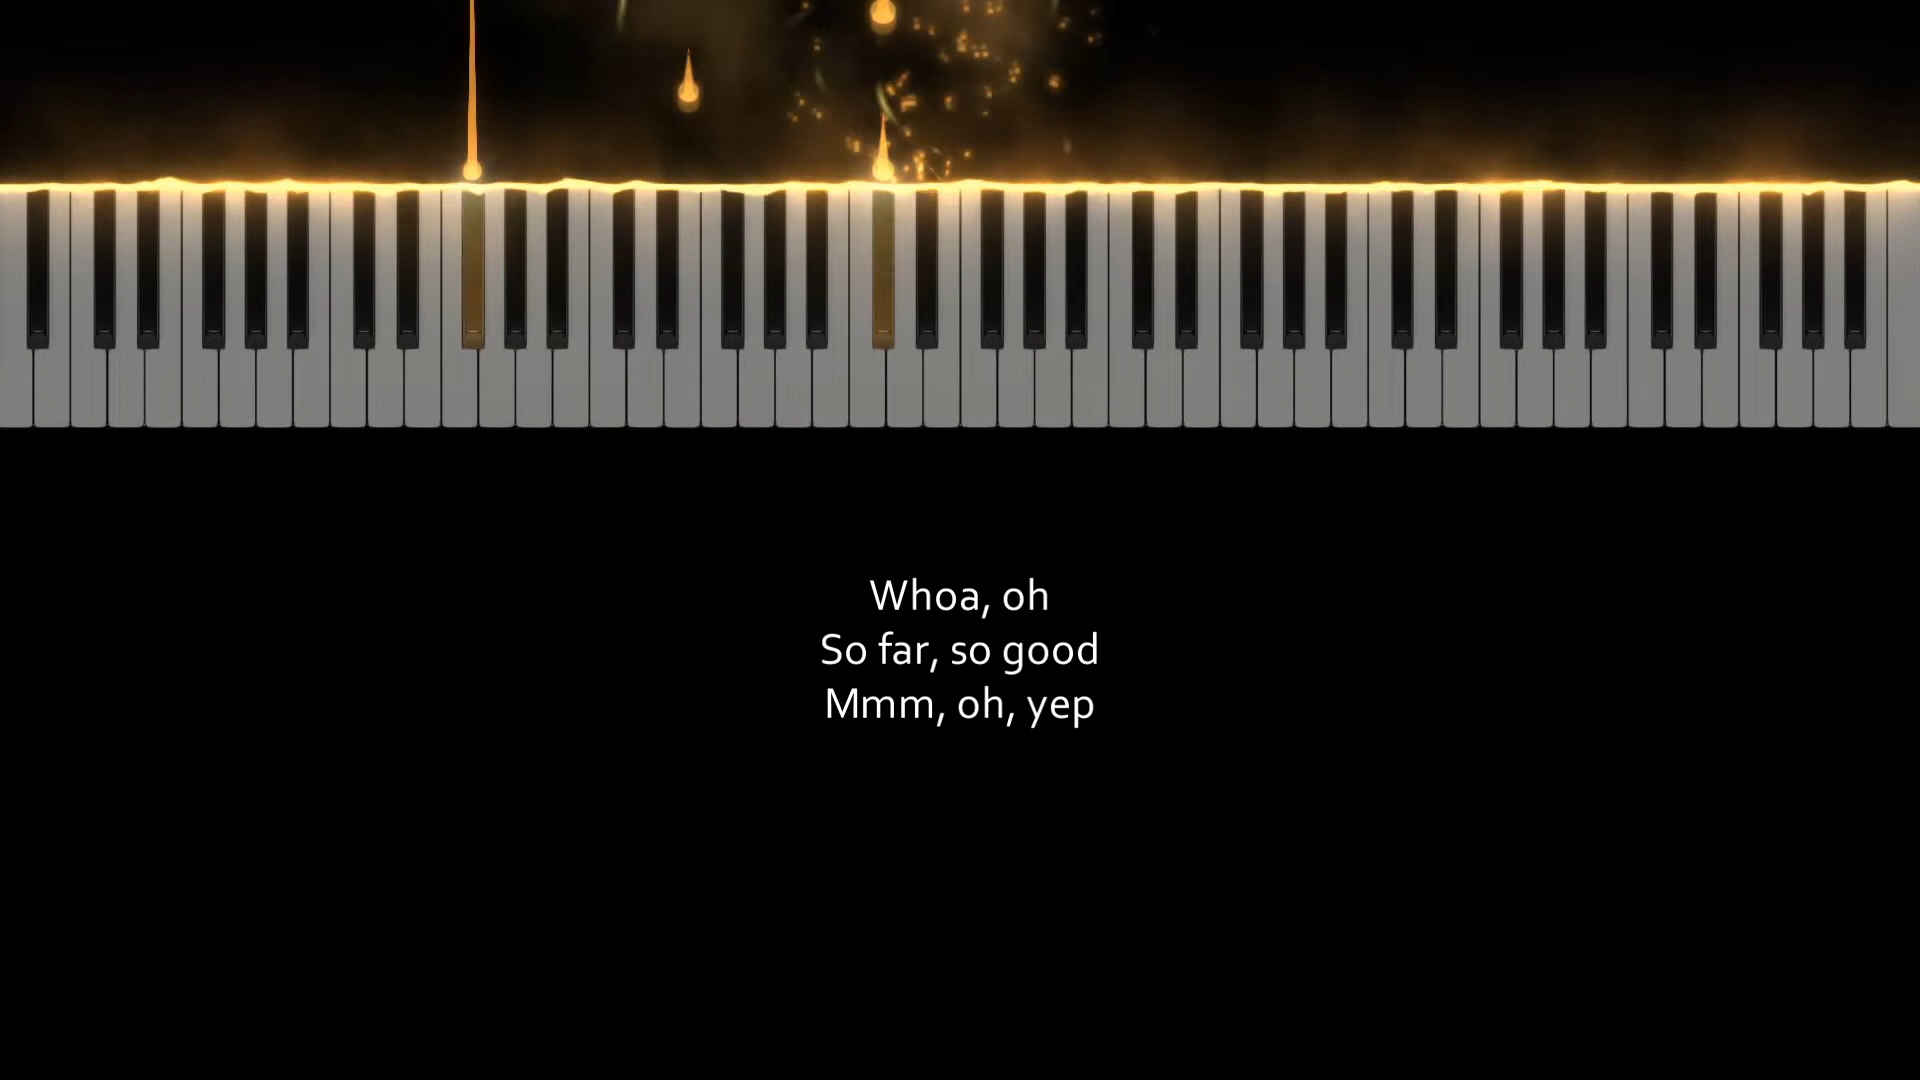 Whoa, oh
So far, so good
Mmm, oh, yep